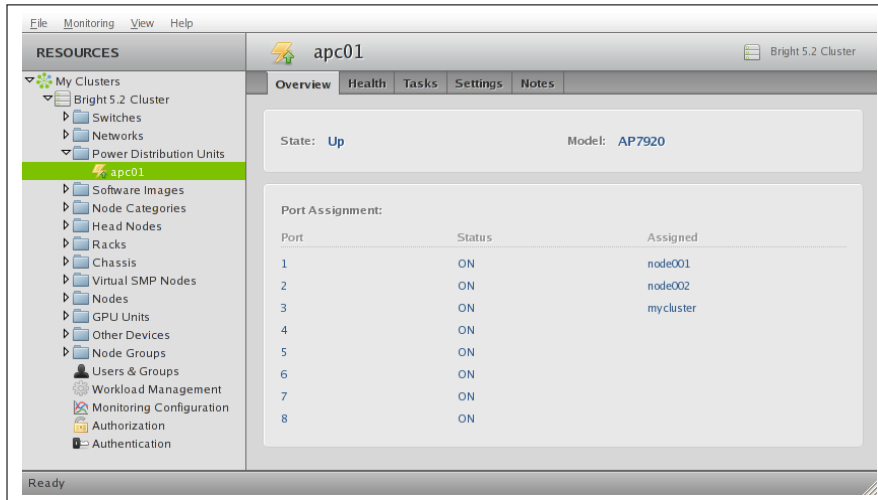 File Monitoring View Help
RESOURCES
My Clusters
Bright 5.2 Cluster
Switches
Networks
Power Distribution Units
apc01
Software Images
Node Categories
Head Nodes
Racks
Chassis
Virtual SMP Nodes
Nodes
GPU Units
Other Devices
Node Groups
Users & Groups
Workload Management
Monitoring Configuration
Authorization
Authentication
apc01
Bright 5.2 Cluster
Overview Health Tasks Settings Notes
State: Up Model: AP7920
Port Assignment:
Port Status Assigned
1 ON node001
2 ON node002
3 ON mycluster
4 ON
5 ON
6 ON
7 ON
8 ON
Ready